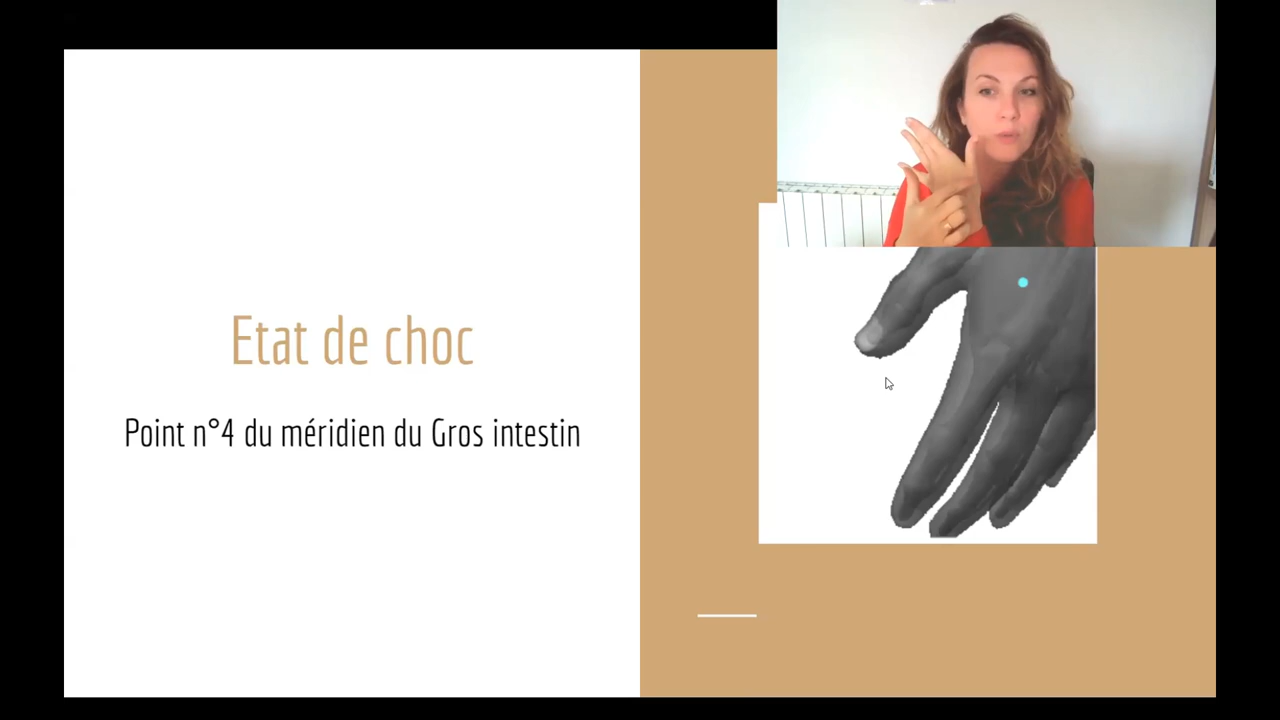 Etat de choc
Point n°4 du méridien du Gros intestin